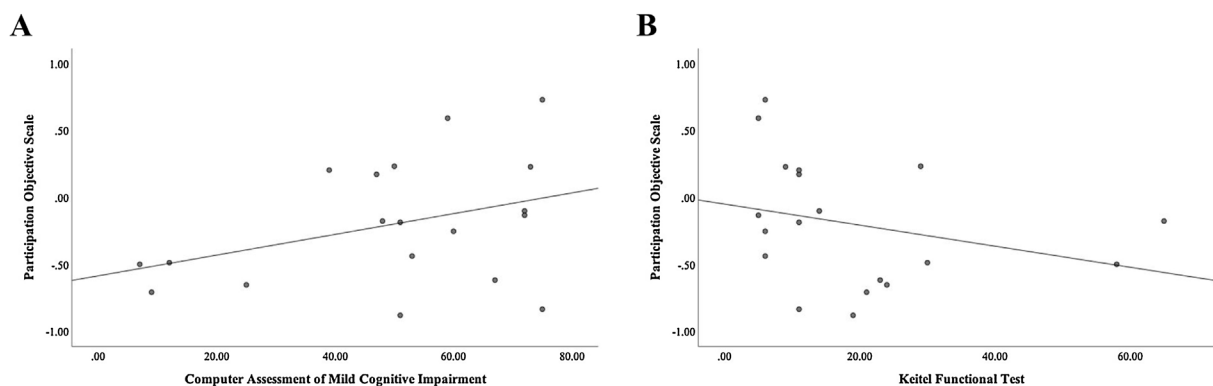 A
B
Participation Objective Scale
1.00
.50
.00
-.50
-1.00
.00 20.00 40.00 60.00 80.00
Computer Assessment of Mild Cognitive Impairment
Participation Objective Scale
1.00
.50
.00
-.50
-1.00
.00 20.00 40.00 60.00
Keitel Functional Test